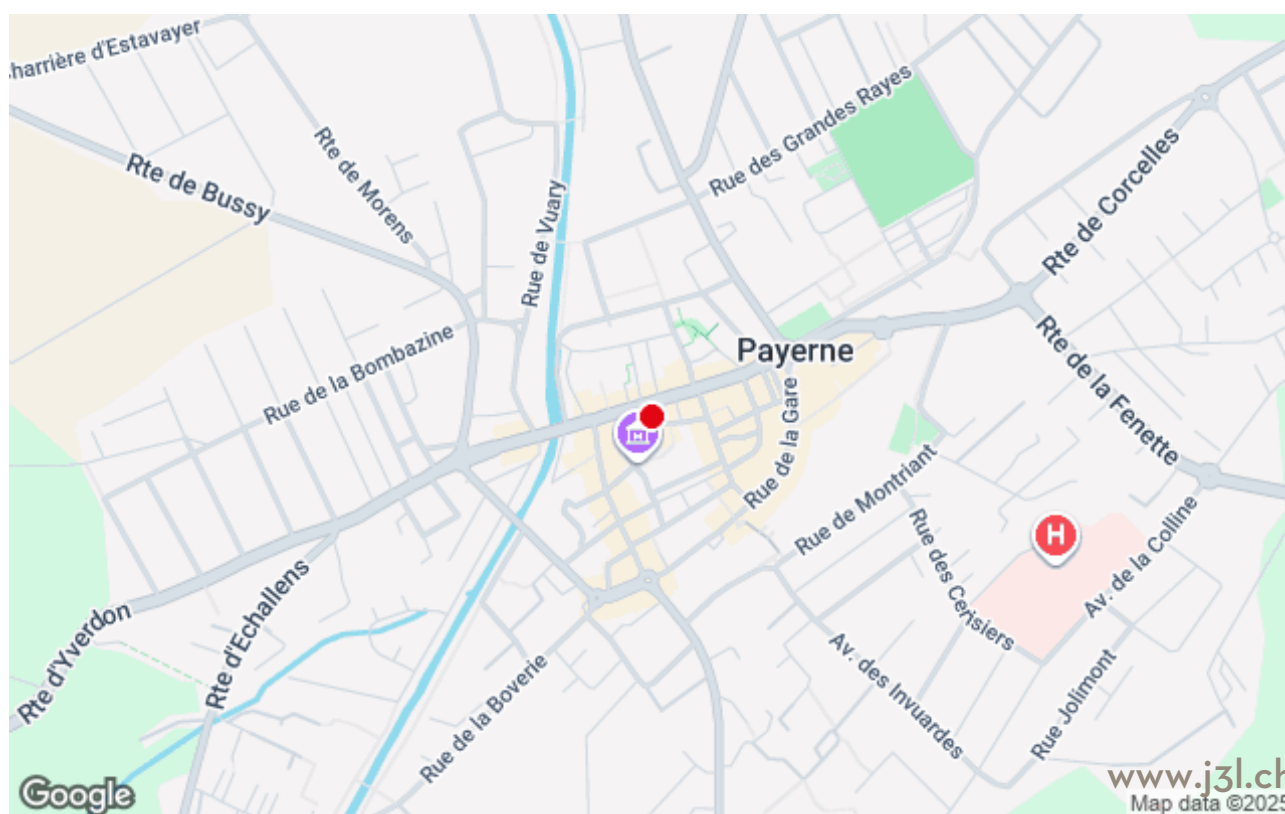 harrière d'Estavayer
Rte de Bussy
Rte de Morens
Rue de Vuary
Rue des Grandes Rayes
Rte de Corcelles
Rue de la Bombazine
Payerne
Rte de la Fenette
Rue de la Gare
H
Rue de Montriant
Rue des Cerisiers
H
Av. de la Colline
Rte d'Yverdon
Rte d'Echallens
Rue de la Boverie
Av. des Invuardes
Rue Jolimont
www.j3l.ch
Google
Map data ©2025